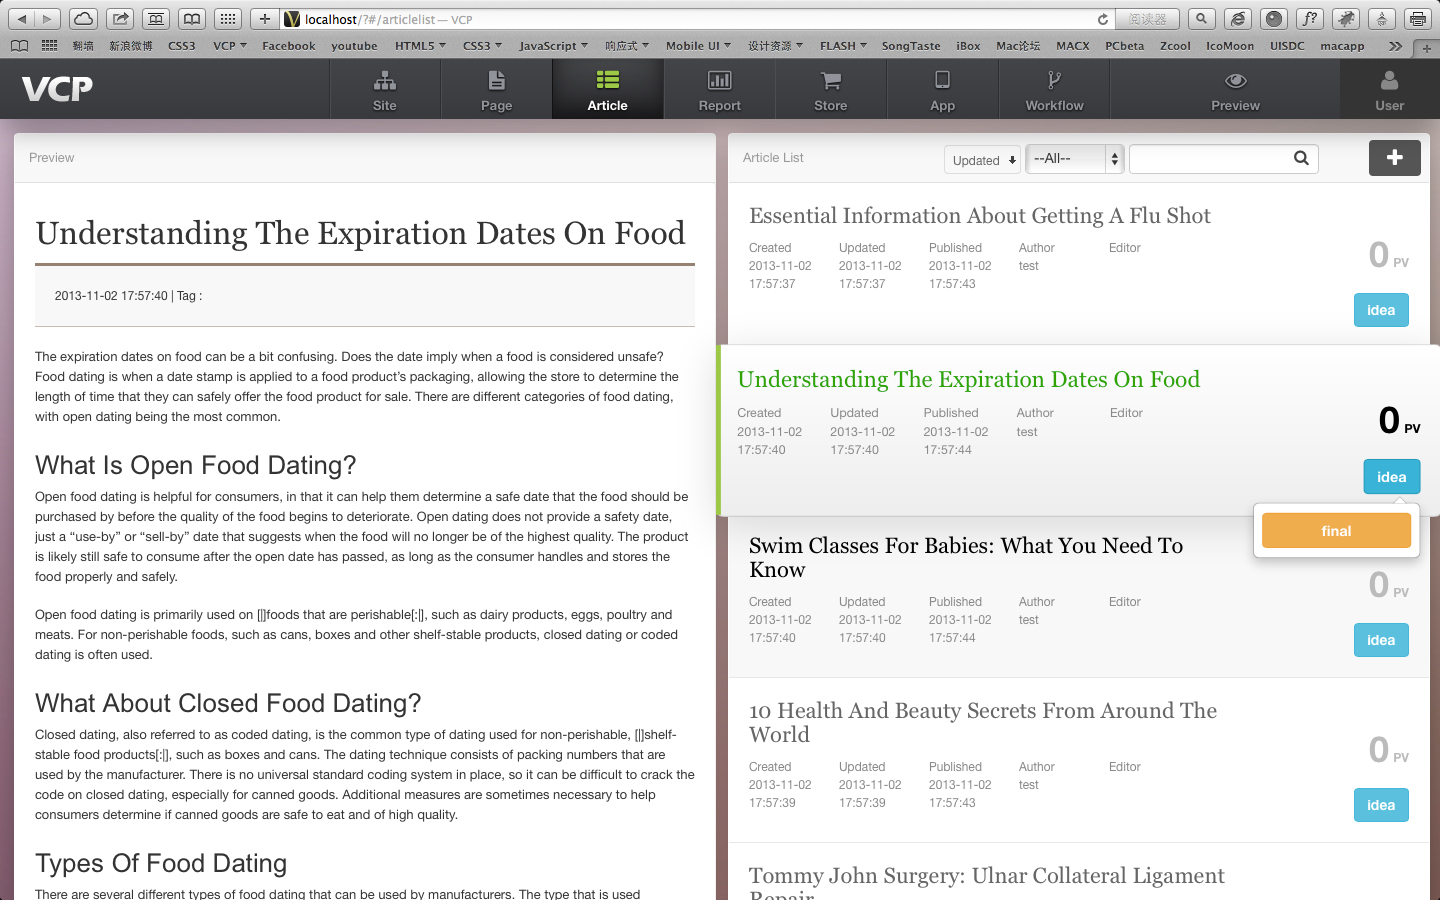 localhost/?#/articlelist — VCP
阅读器
翻墙 新浪微博 CSS3 VCP Facebook youtube HTML5 CSS3 JavaScript 响应式 Mobile UI 设计资源 FLASH SongTaste iBox Mac论坛 MACX PCbeta Zcool IcoMoon UISDC macapp
VCP
Site
Page
Article
Report
Store
App
Workflow
Preview
User
Preview
Understanding The Expiration Dates On Food
2013-11-02 17:57:40 | Tag :
The expiration dates on food can be a bit confusing. Does the date imply when a food is considered unsafe?
Food dating is when a date stamp is applied to a food product's packaging, allowing the store to determine the
length of time that they can safely offer the food product for sale. There are different categories of food dating,
with open dating being the most common.
What Is Open Food Dating?
Open food dating is helpful for consumers, in that it can help them determine a safe date that the food should be
purchased by before the quality of the food begins to deteriorate. Open dating does not provide a safety date,
just a “use-by” or “sell-by” date that suggests when the food will no longer be of the highest quality. The product
is likely still safe to consume after the open date has passed, as long as the consumer handles and stores the
food properly and safely.
Open food dating is primarily used on [|]foods that are perishable[:|], such as dairy products, eggs, poultry and
meats. For non-perishable foods, such as cans, boxes and other shelf-stable products, closed dating or coded
dating is often used.
What About Closed Food Dating?
Closed dating, also referred to as coded dating, is the common type of dating used for non-perishable, [|]shelf-
stable food products[:|], such as boxes and cans. The dating technique consists of packing numbers that are
used by the manufacturer. There is no universal standard coding system in place, so it can be difficult to crack the
code on closed dating, especially for canned goods. Additional measures are sometimes necessary to help
consumers determine if canned goods are safe to eat and of high quality.
Types Of Food Dating
There are several different types of food dating that can be used by manufacturers. The type that is used
Article List
Updated
--All--
Essential Information About Getting A Flu Shot
Created Updated Published Author Editor
2013-11-02 2013-11-02 2013-11-02 test
17:57:37 17:57:37 17:57:43
0 PV
idea
Understanding The Expiration Dates On Food
Created Updated Published Author Editor
2013-11-02 2013-11-02 2013-11-02 test
17:57:40 17:57:40 17:57:44
0 PV
idea
final
Swim Classes For Babies: What You Need To
Know
Created Updated Published Author Editor
2013-11-02 2013-11-02 2013-11-02 test
17:57:40 17:57:40 17:57:44
0 PV
idea
10 Health And Beauty Secrets From Around The
World
Created Updated Published Author Editor
2013-11-02 2013-11-02 2013-11-02 test
17:57:39 17:57:39 17:57:43
0 PV
idea
Tommy John Surgery: Ulnar Collateral Ligament
Repair